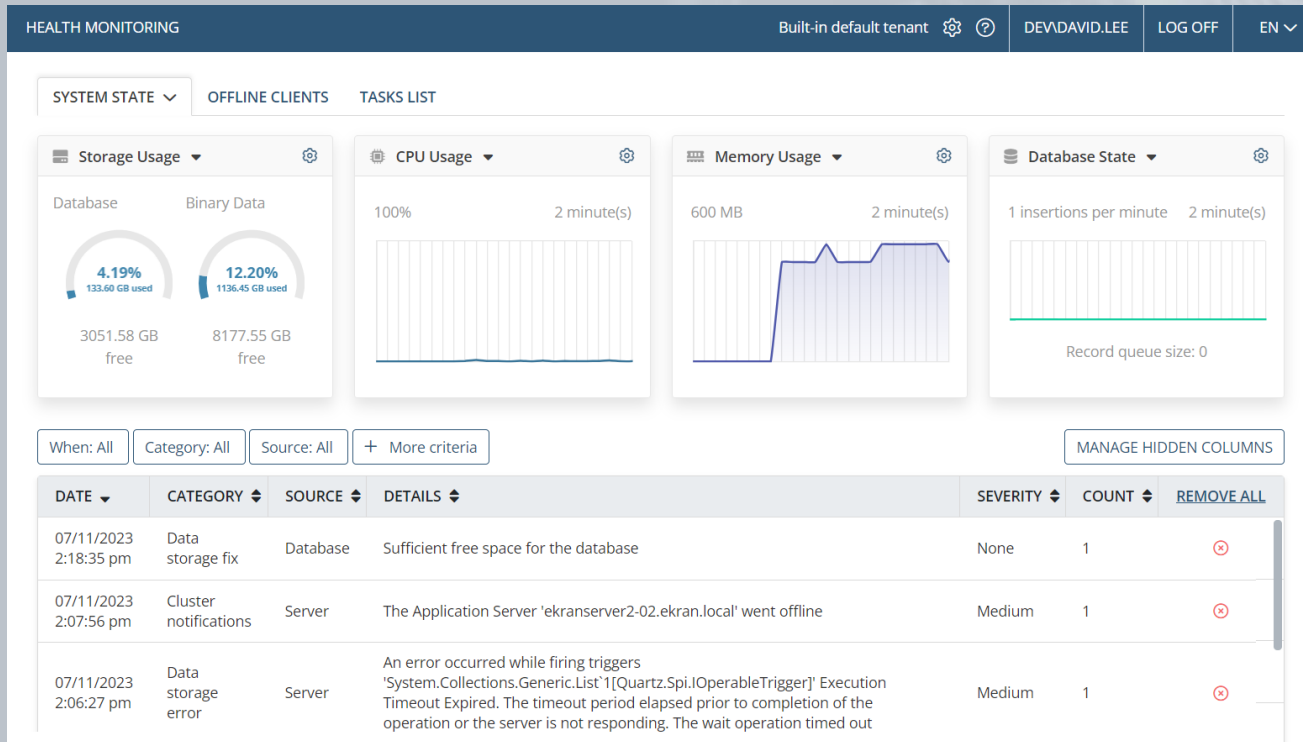 HEALTH MONITORING
Built-in default tenant
DEV\DAVID.LEE
LOG OFF
EN
SYSTEM STATE
OFFLINE CLIENTS
TASKS LIST
Storage Usage
Database
Binary Data
4.19%
133.60 GB used
12.20%
1136.45 GB used
3051.58 GB
free
8177.55 GB
free
CPU Usage
100%
2 minute(s)
Memory Usage
600 MB
2 minute(s)
Database State
1 insertions per minute
2 minute(s)
Record queue size: 0
When: All
Category: All
Source: All
+ More criteria
MANAGE HIDDEN COLUMNS
DATE
CATEGORY
SOURCE
DETAILS
SEVERITY
COUNT
REMOVE ALL
07/11/2023
2:18:35 pm
Data
storage fix
Database
Sufficient free space for the database
None
1
07/11/2023
2:07:56 pm
Cluster
notifications
Server
The Application Server 'ekranserver2-02.ekran.local' went offline
Medium
1
07/11/2023
2:06:27 pm
Data
storage
error
Server
An error occurred while firing triggers
'System.Collections.Generic.List`1[Quartz.Spi.IOperableTrigger]' Execution
Timeout Expired. The timeout period elapsed prior to completion of the
operation or the server is not responding. The wait operation timed out
Medium
1